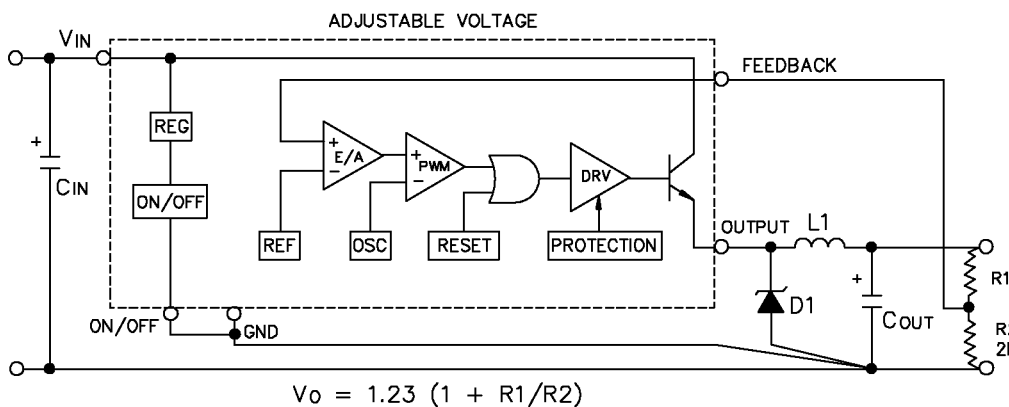 ADJUSTABLE VOLTAGE
VIN
FEEDBACK
REG
+
E/A
−
+
PWM
−
DRV
+
CIN
ON/OFF
REF
OSC
RESET
PROTECTION
OUTPUT
L1
R1
+
D1
COUT
ON/OFF
GND
Vo = 1.23 (1 + R1/R2)